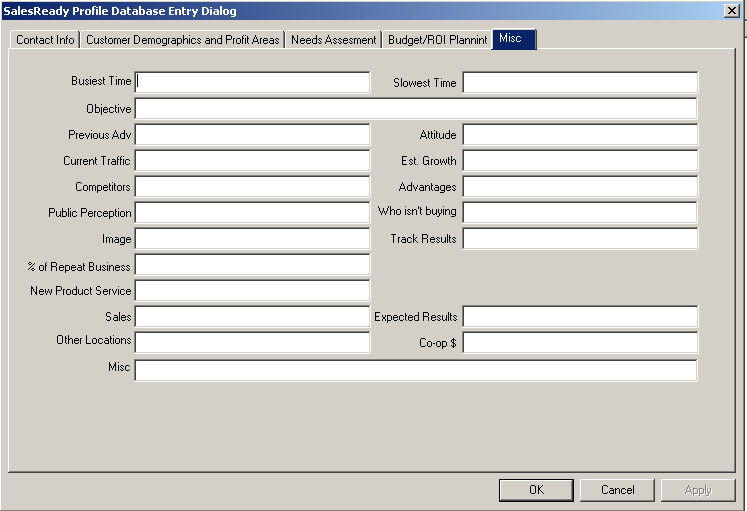 SalesReady Profile Database Entry Dialog
Contact Info Customer Demographics and Profit Areas Needs Assesment Budget/ROI Plannint Misc
Busiest Time Slowest Time
Objective
Previous Adv Attitude
Current Traffic Est. Growth
Competitors Advantages
Public Perception Who isn't buying
Image Track Results
% of Repeat Business
New Product Service
Sales Expected Results
Other Locations Co-op $
Misc
OK Cancel Apply